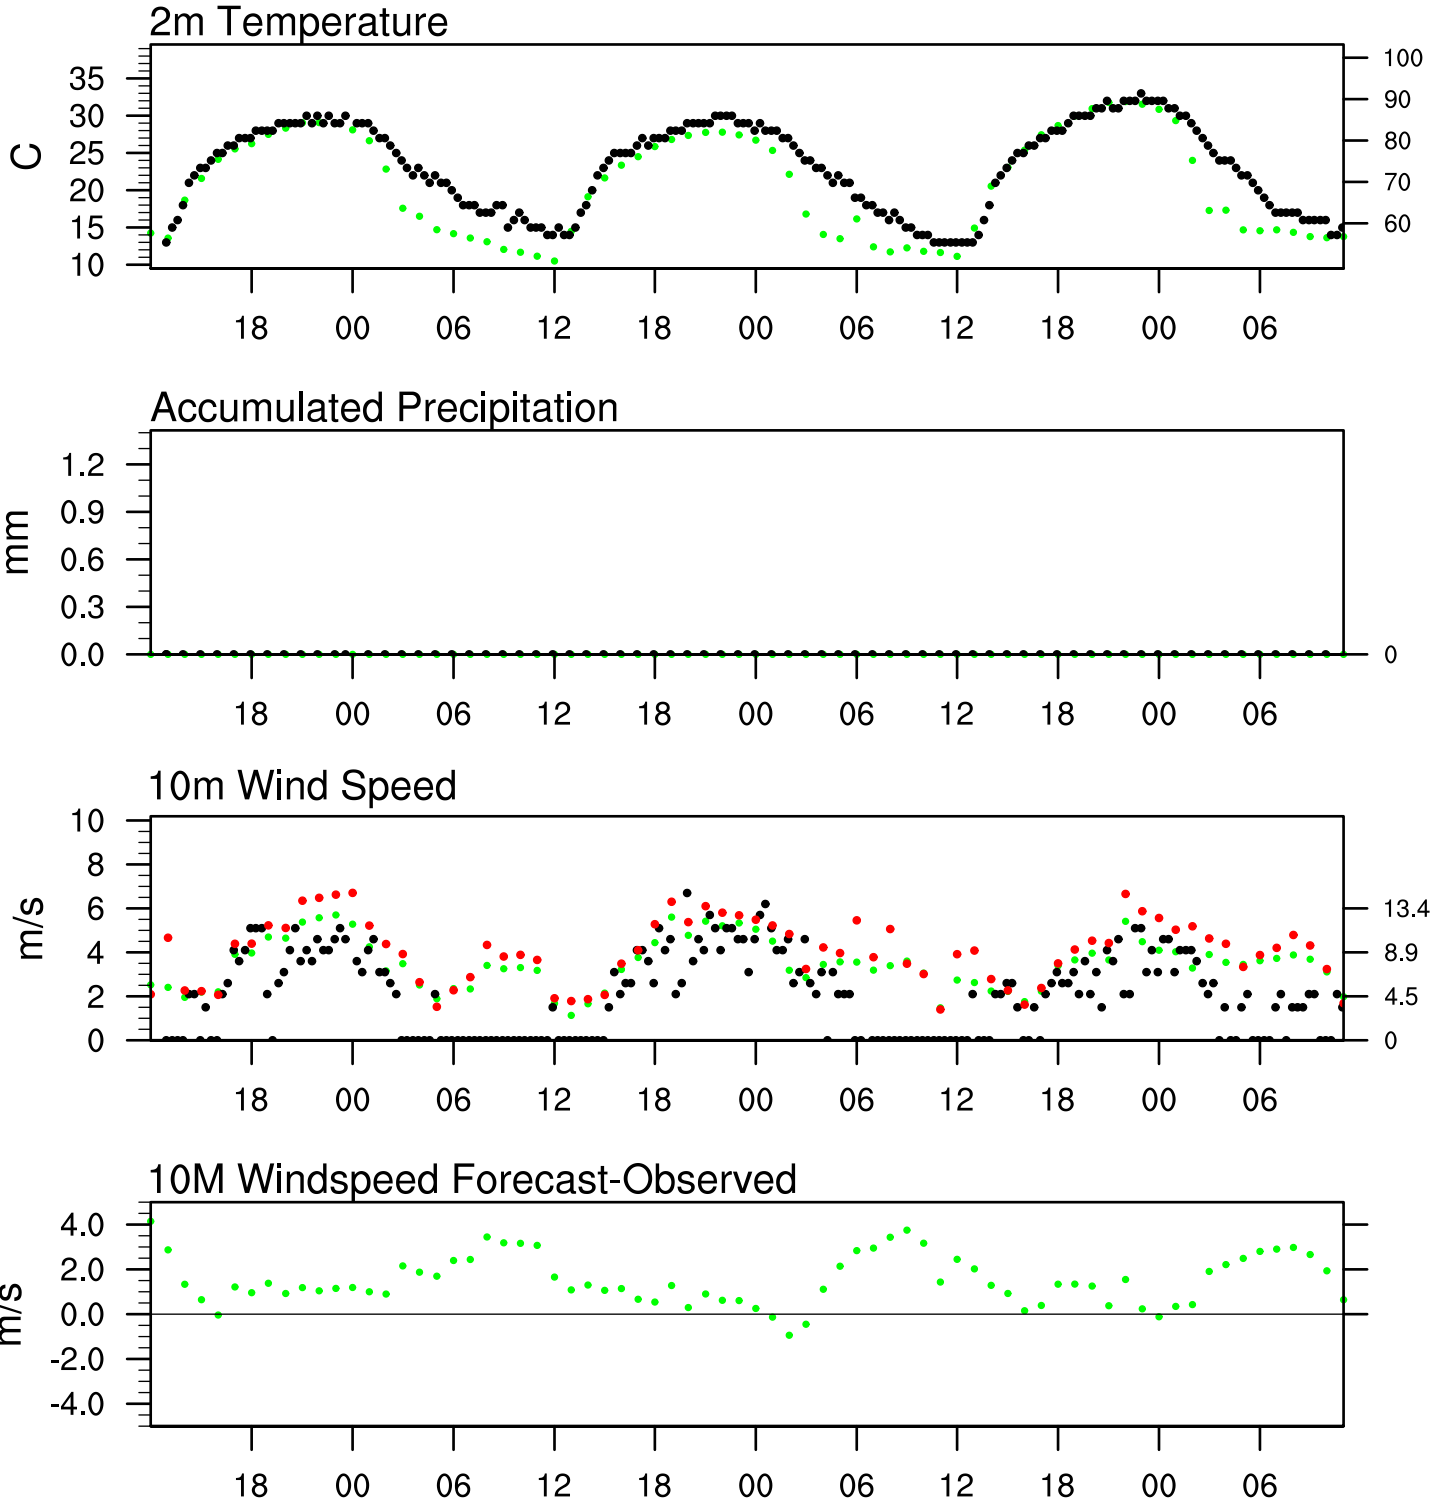 2m Temperature
C
35
30
25
20
15
10
100
90
80
70
60
18 00 06 12 18 00 06 12 18 00 06
Accumulated Precipitation
mm
1.2
0.9
0.6
0.3
0.0
0
18 00 06 12 18 00 06 12 18 00 06
10m Wind Speed
m/s
10
8
6
4
2
0
13.4
8.9
4.5
0
18 00 06 12 18 00 06 12 18 00 06
10M Windspeed Forecast-Observed
m/s
4.0
2.0
0.0
-2.0
-4.0
18 00 06 12 18 00 06 12 18 00 06